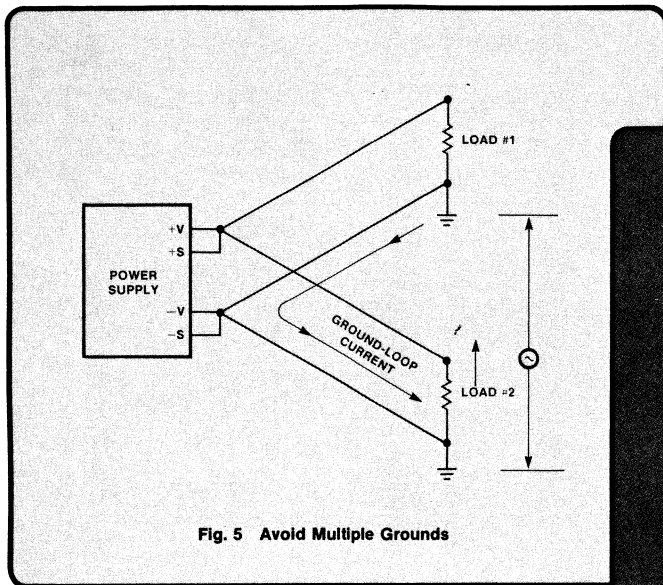 LOAD #1
+V
+S
POWER
SUPPLY
−V
−S
GROUND-LOOP
CURRENT
LOAD #2
Fig. 5 Avoid Multiple Grounds